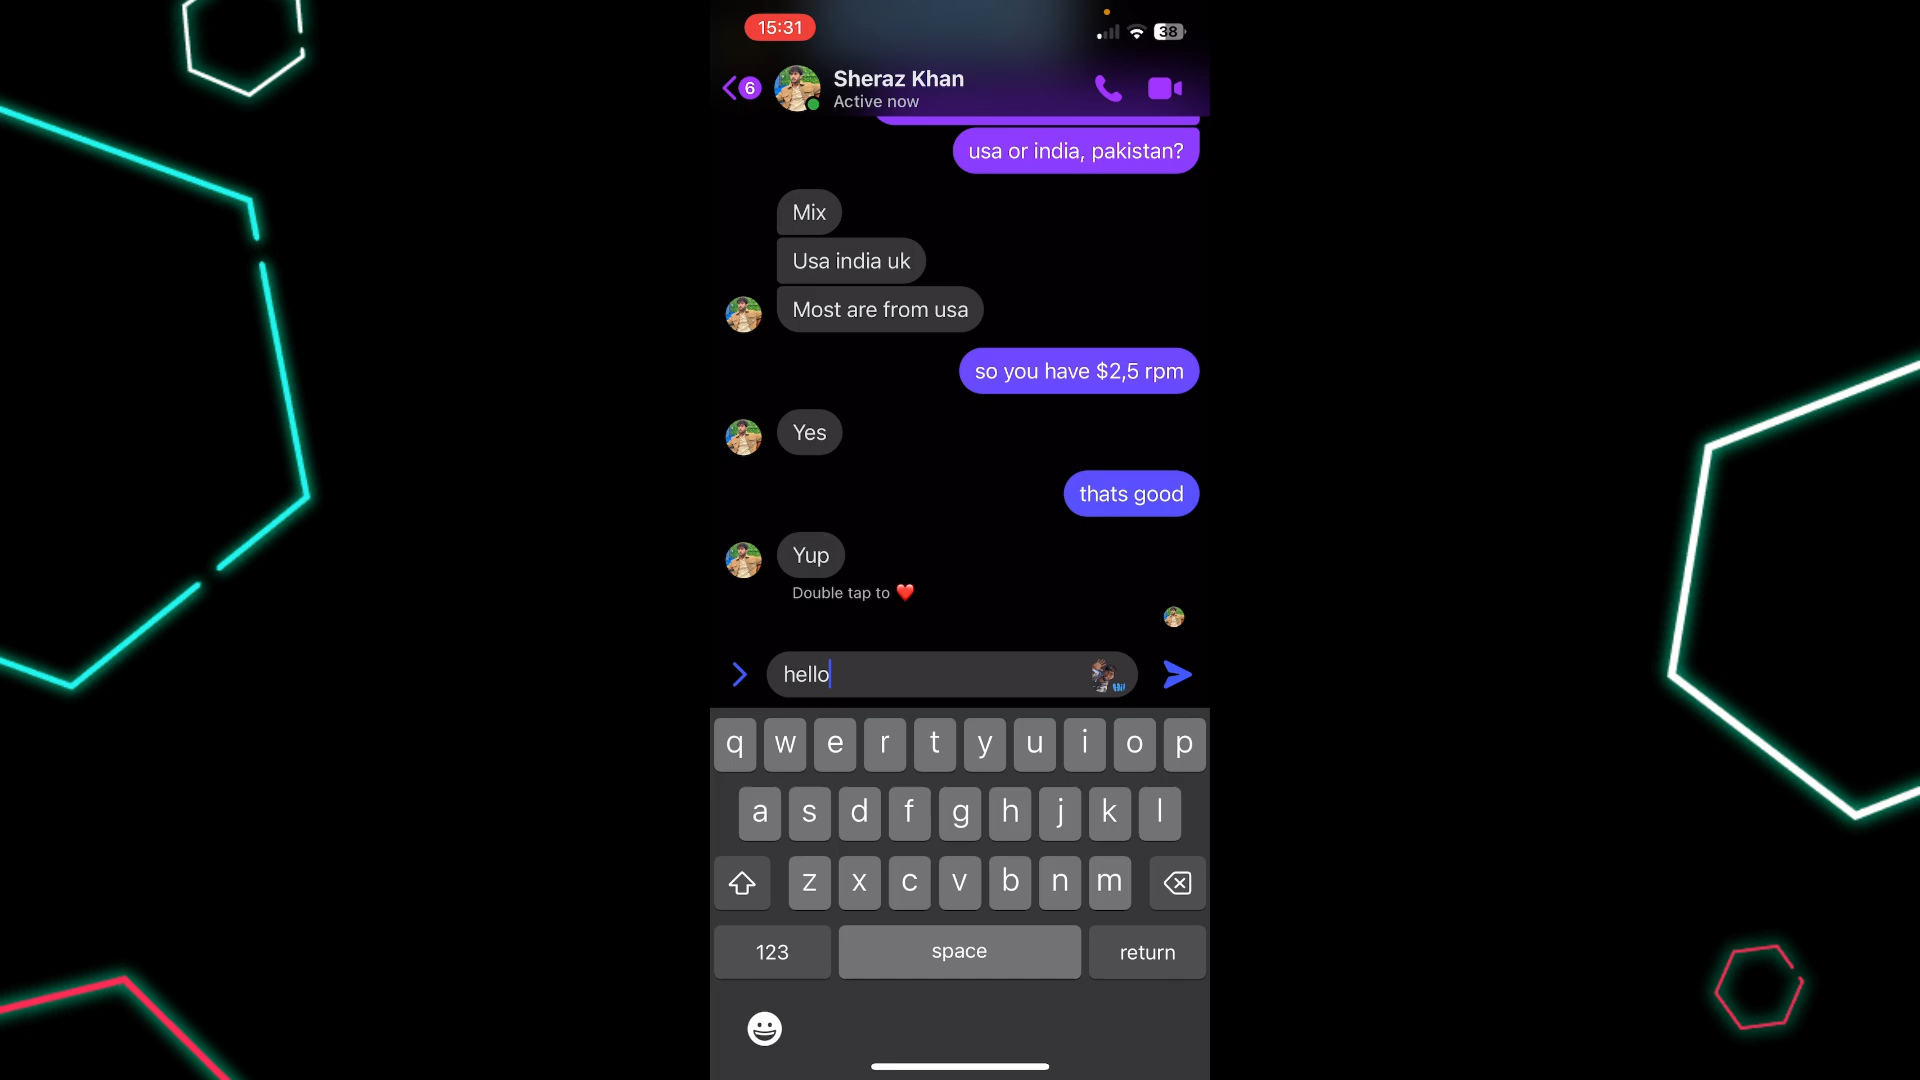 15:31
38
6
Sheraz Khan
Active now
usa or india, pakistan?
Mix
Usa india uk
Most are from usa
so you have $2,5 rpm
Yes
thats good
Yup
Double tap to ❤️
hello
q w e r t y u i o p
a s d f g h j k l
z x c v b n m
123 space return